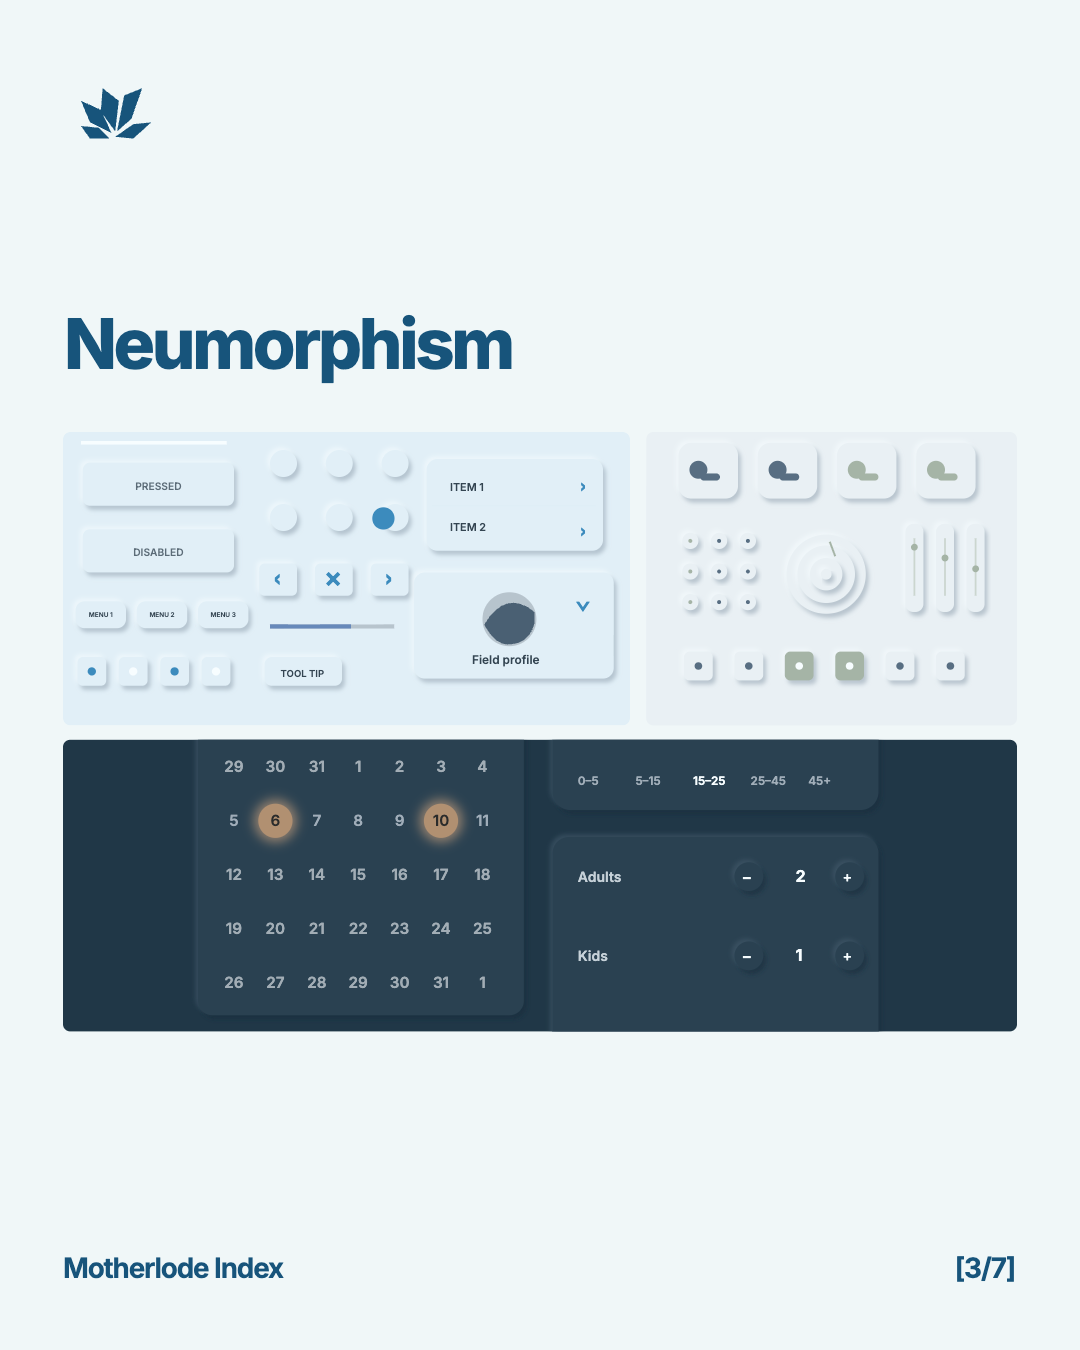 Neumorphism
PRESSED
DISABLED
MENU 1 MENU 2 MENU 3
TOOL TIP
ITEM 1
ITEM 2
Field profile
29 30 31 1 2 3 4
5 6 7 8 9 10 11
12 13 14 15 16 17 18
19 20 21 22 23 24 25
26 27 28 29 30 31 1
0–5 5–15 15–25 25–45 45+
Adults – 2 +
Kids – 1 +
Motherlode Index
[3/7]